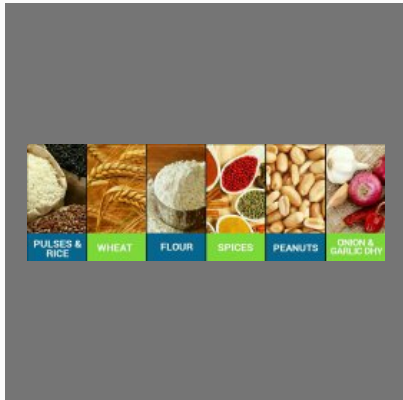 PULSES &
RICE
WHEAT
FLOUR
SPICES
PEANUTS
ONION &
GARLIC DHY